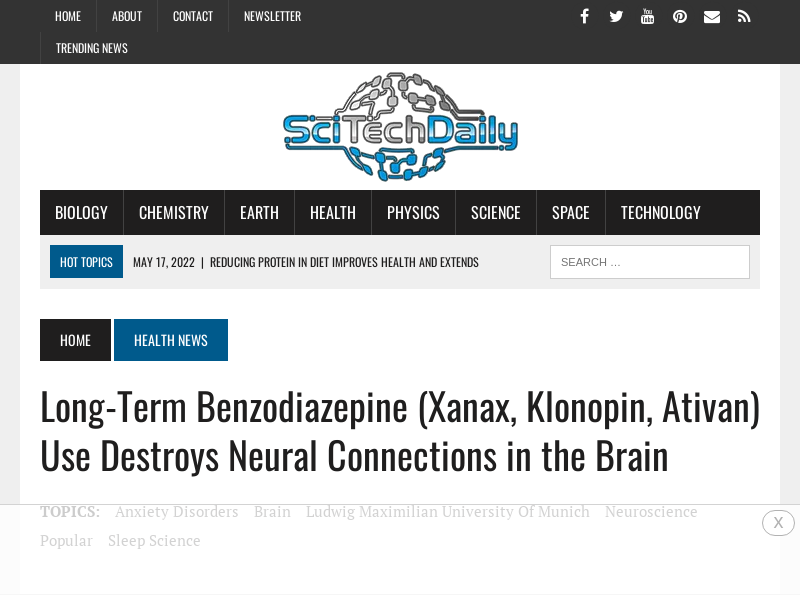 HOME ABOUT CONTACT NEWSLETTER
TRENDING NEWS
SciTechDaily
BIOLOGY CHEMISTRY EARTH HEALTH PHYSICS SCIENCE SPACE TECHNOLOGY
HOT TOPICS MAY 17, 2022 | REDUCING PROTEIN IN DIET IMPROVES HEALTH AND EXTENDS SEARCH …
HOME HEALTH NEWS
Long-Term Benzodiazepine (Xanax, Klonopin, Ativan)
Use Destroys Neural Connections in the Brain
TOPICS: Anxiety Disorders Brain Ludwig Maximilian University Of Munich Neuroscience
X
Popular Sleep Science